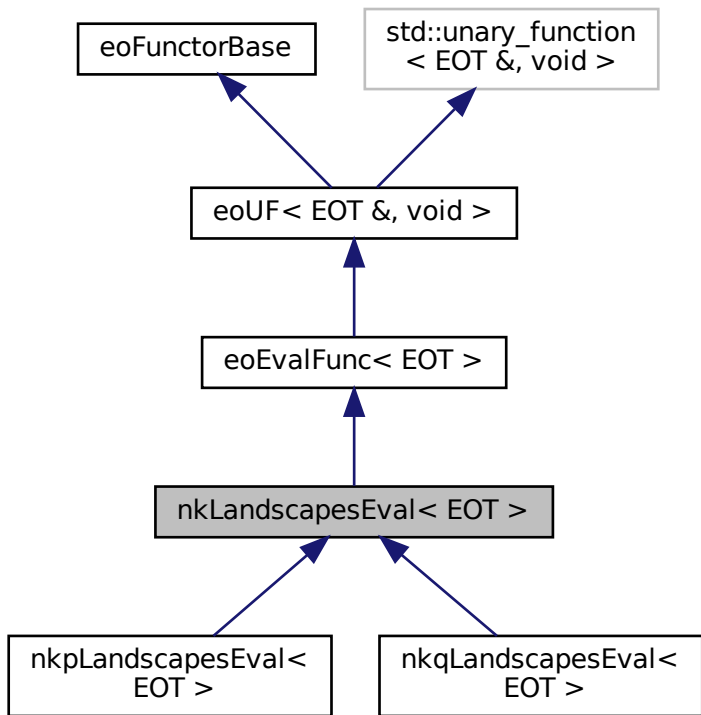 eoFunctorBase
std::unary_function
< EOT &, void >
eoUF< EOT &, void >
eoEvalFunc< EOT >
nkLandscapesEval< EOT >
nkpLandscapesEval<
EOT >
nkqLandscapesEval<
EOT >